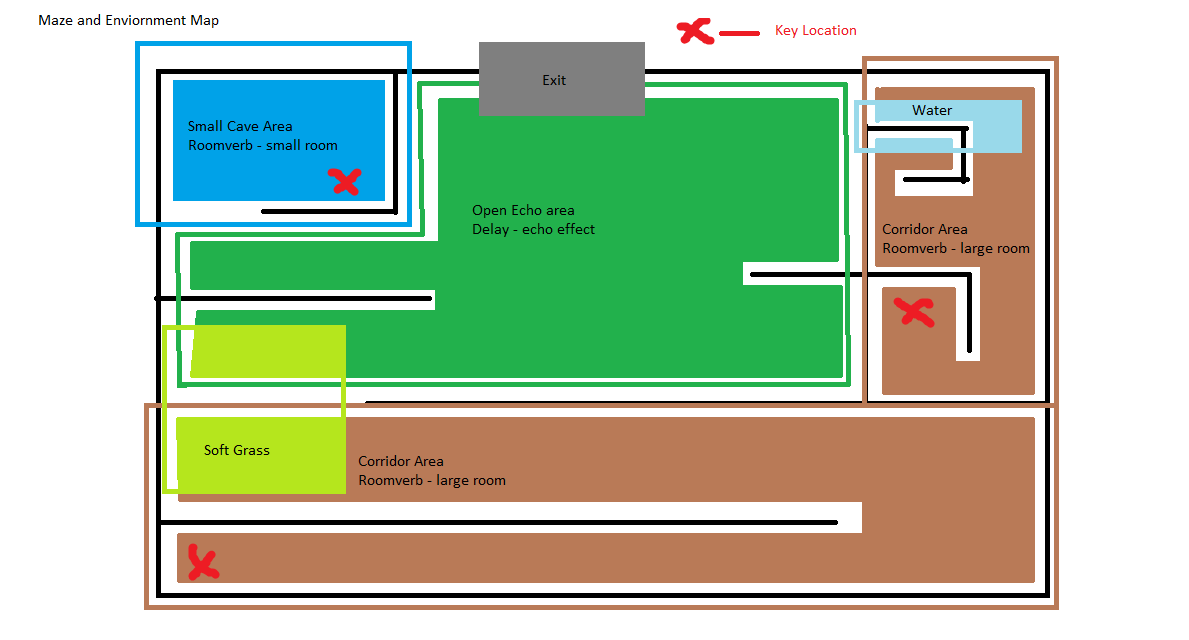 Maze and Enviornment Map
Key Location
Exit
Small Cave Area
Roomverb - small room
Water
Open Echo area
Delay - echo effect
Corridor Area
Roomverb - large room
Soft Grass
Corridor Area
Roomverb - large room